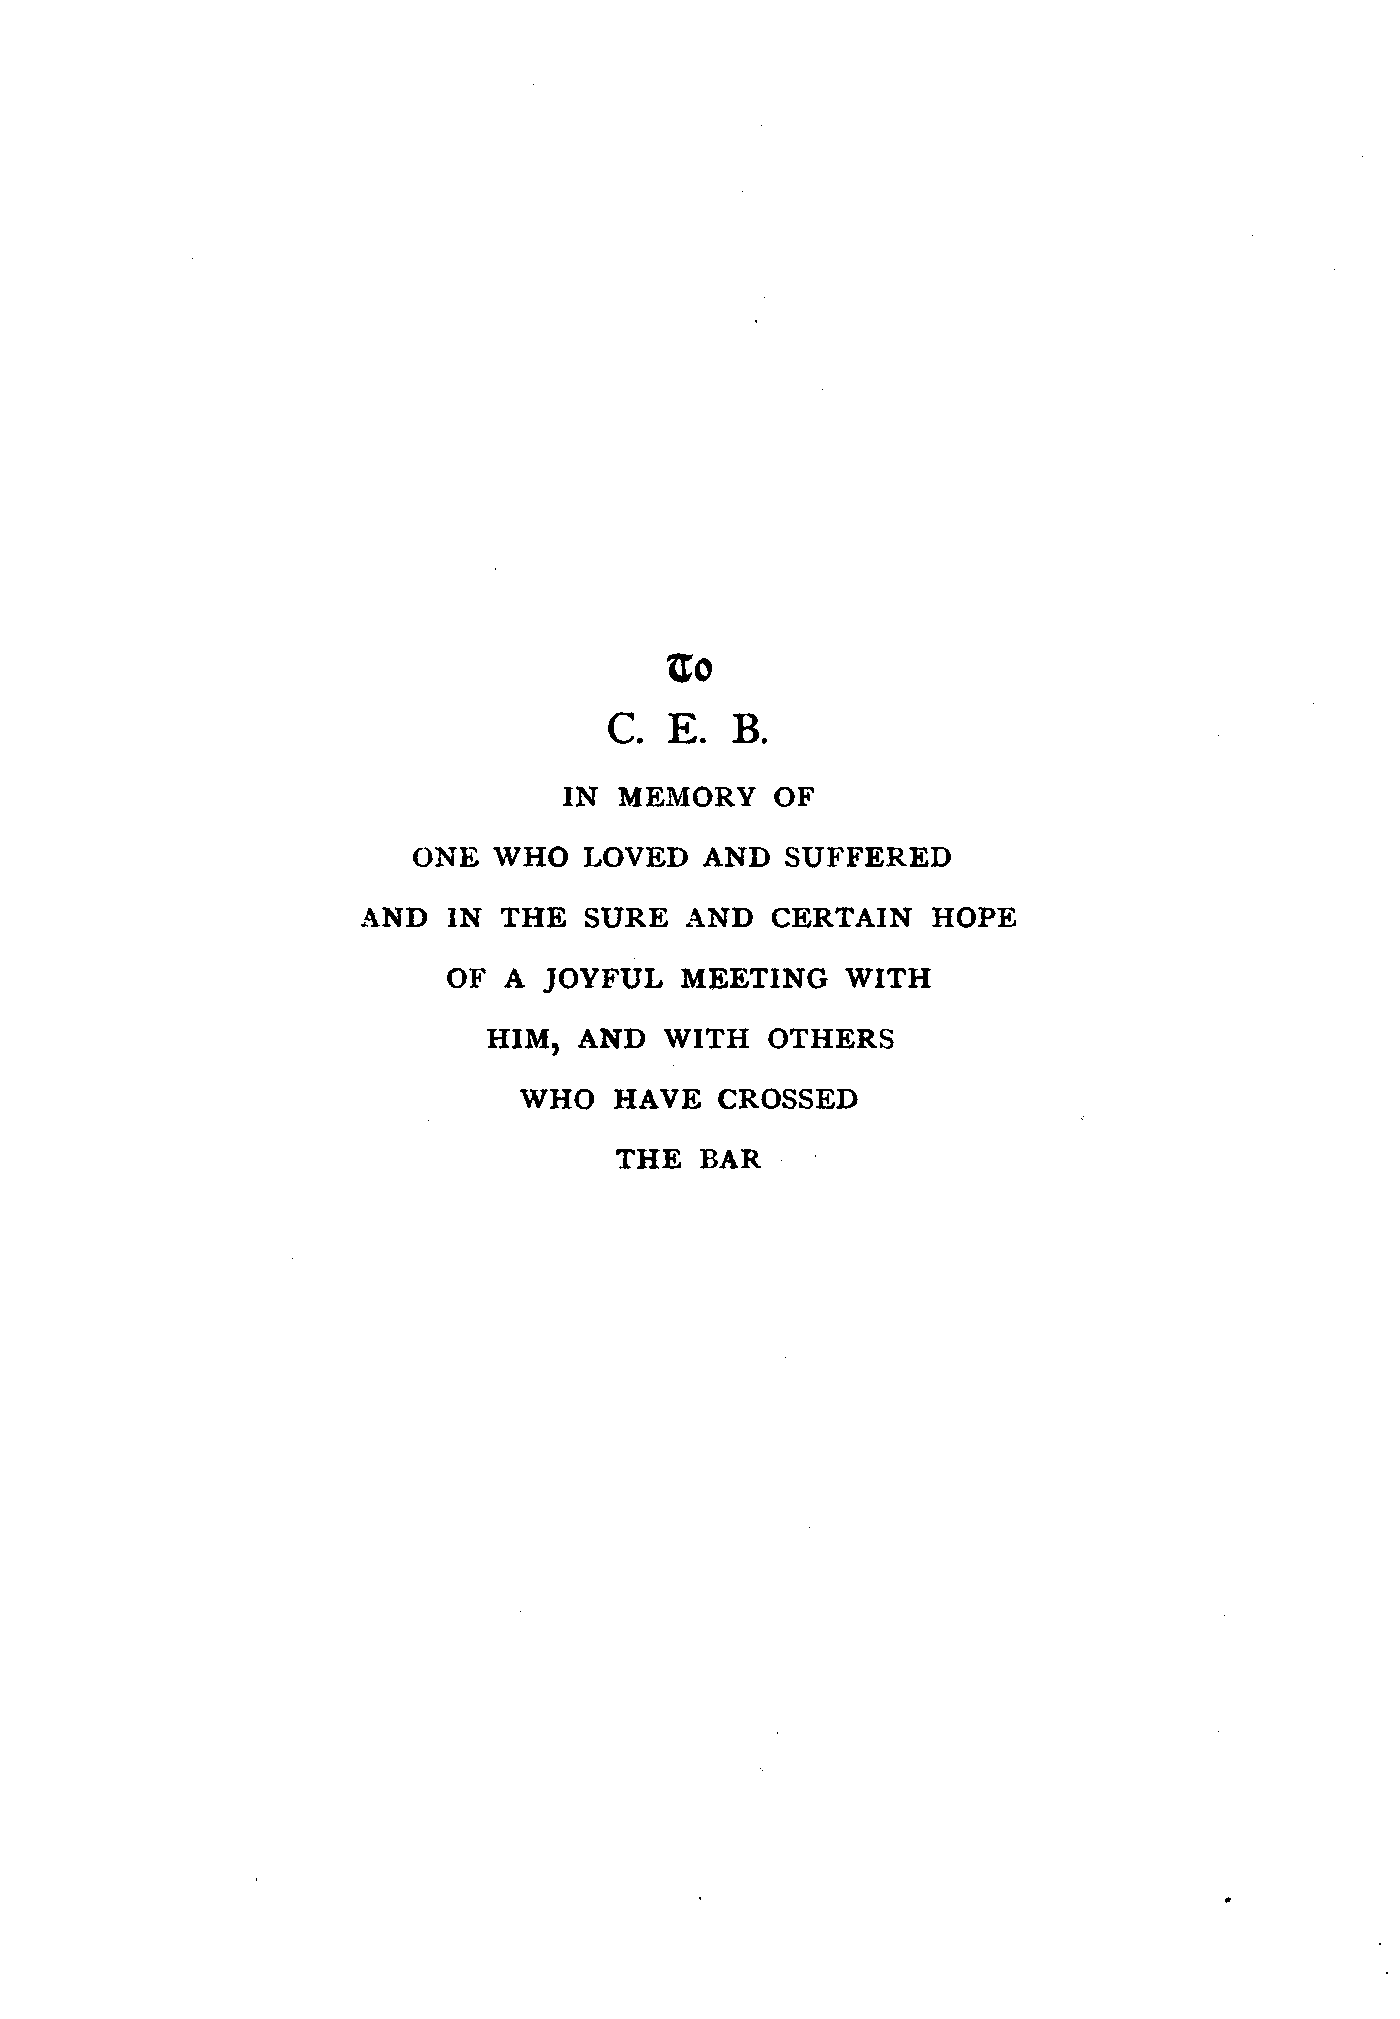 To
C. E. B.
IN MEMORY OF
ONE WHO LOVED AND SUFFERED
AND IN THE SURE AND CERTAIN HOPE
OF A JOYFUL MEETING WITH
HIM, AND WITH OTHERS
WHO HAVE CROSSED
THE BAR